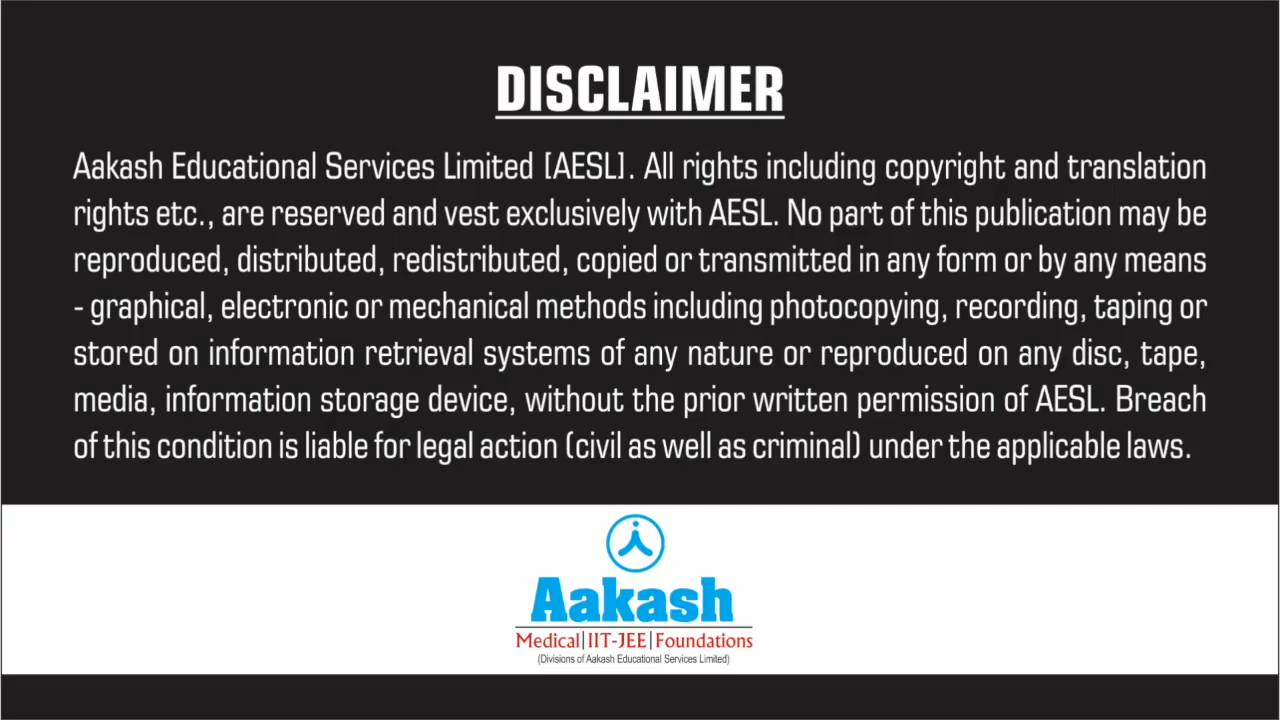 DISCLAIMER
Aakash Educational Services Limited [AESL]. All rights including copyright and translation
rights etc., are reserved and vest exclusively with AESL. No part of this publication may be
reproduced, distributed, redistributed, copied or transmitted in any form or by any means
- graphical, electronic or mechanical methods including photocopying, recording, taping or
stored on information retrieval systems of any nature or reproduced on any disc, tape,
media, information storage device, without the prior written permission of AESL. Breach
of this condition is liable for legal action (civil as well as criminal) under the applicable laws.
Aakash
Medical|IIT-JEE|Foundations
(Divisions of Aakash Educational Services Limited)